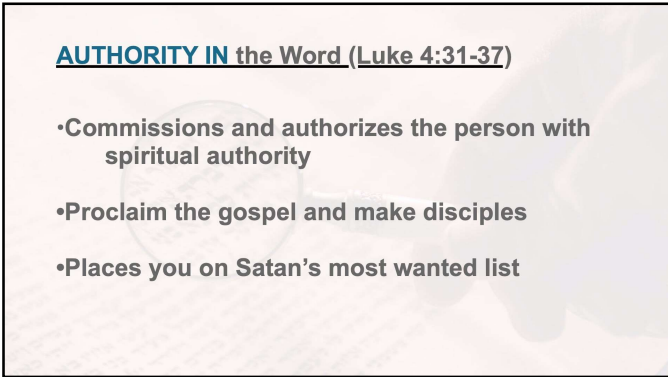 AUTHORITY IN the Word (Luke 4:31-37)
•Commissions and authorizes the person with
spiritual authority
•Proclaim the gospel and make disciples
•Places you on Satan’s most wanted list